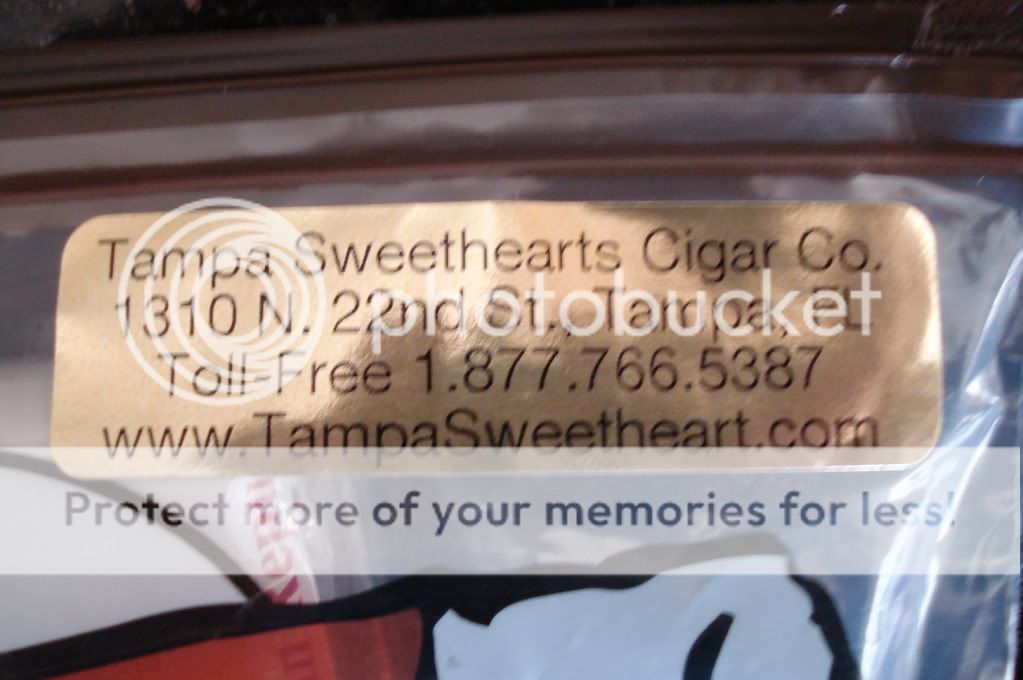 Tampa Sweethearts Cigar Co.
1310 N. 22nd St., Tampa, FL
photobucket
Toll-Free 1.877.766.5387
www.TampaSweetheart.com
Protect more of your memories for less!